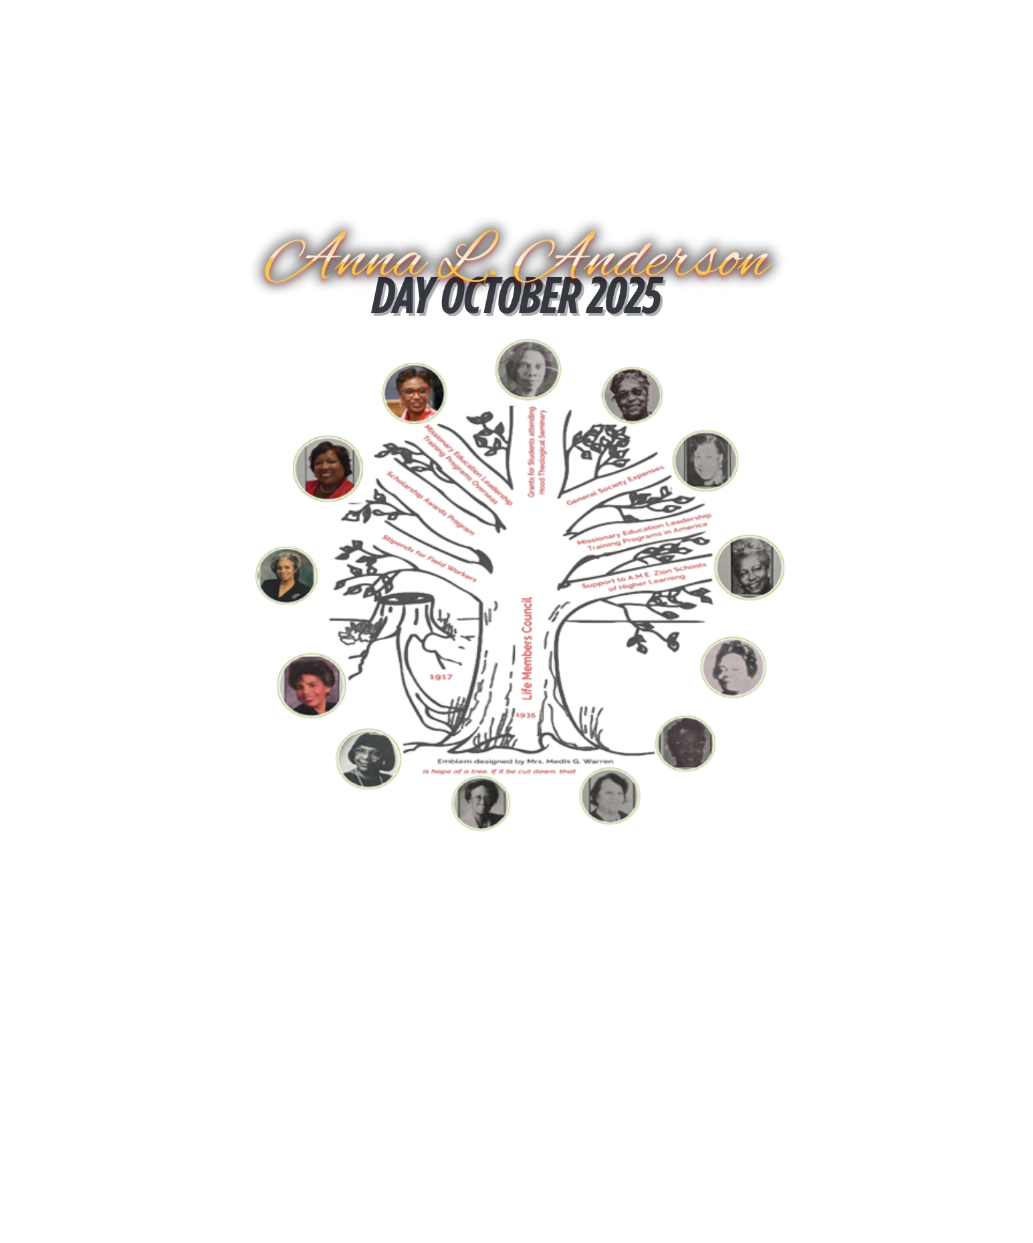 Anna L. Anderson
DAY OCTOBER 2025
Grants for Students attending
Hood Theological Seminary
Missionary Education Leadership
Training Programs Overseas
Scholarship Awards Program
Stipends for Field Workers
General Society Expenses
Missionary Education Leadership
Training Programs in America
Support to A.M.E. Zion Schools
of Higher Learning
Life Members Council
1917
1935
Emblem designed by Mrs. Medis G. Warren
is hope of a tree, if it be cut down, that